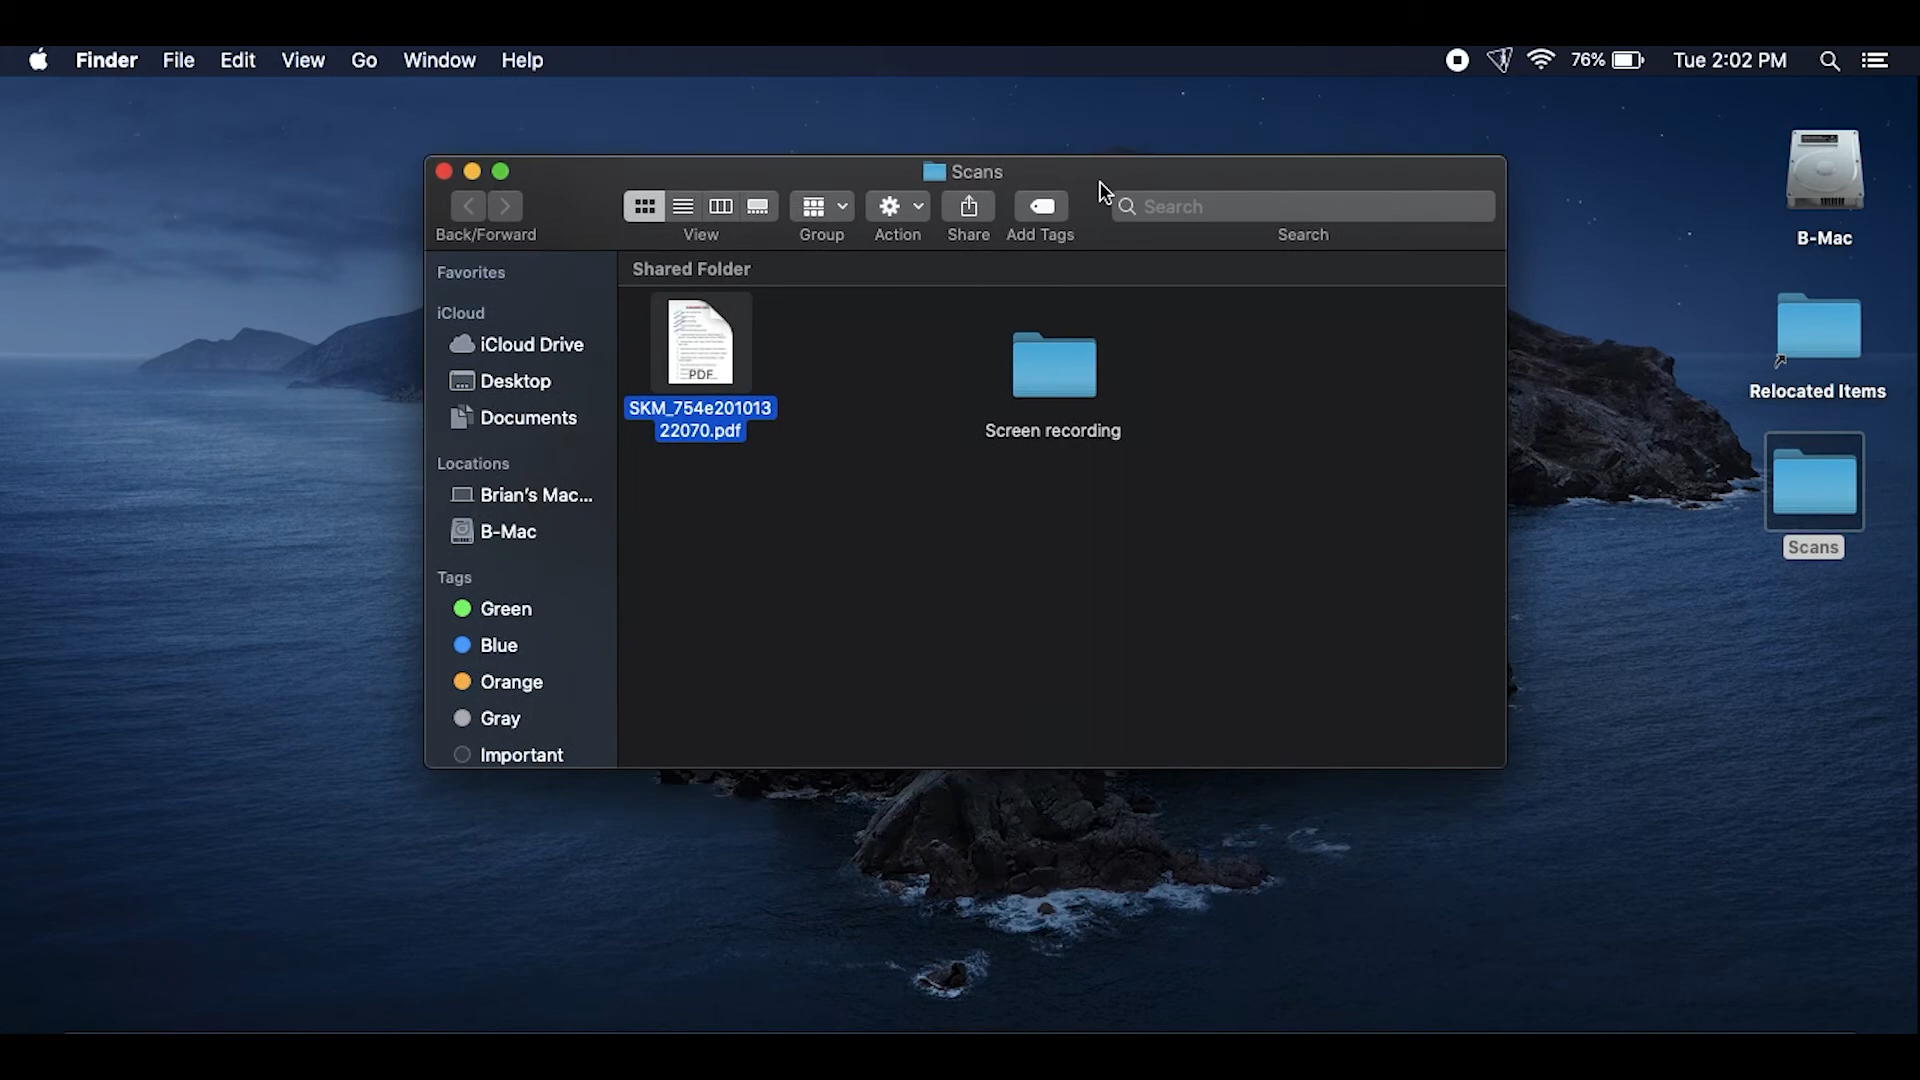 Finder File Edit View Go Window Help 76% Tue 2:02 PM
Scans
Search
Back/Forward View Group Action Share Add Tags Search
Favorites
iCloud
iCloud Drive
Desktop
Documents
Locations
Brian's Mac...
B-Mac
Tags
Green
Blue
Orange
Gray
Important
Shared Folder
PDF
SKM_754e201013
22070.pdf
Screen recording
B-Mac
Relocated Items
Scans